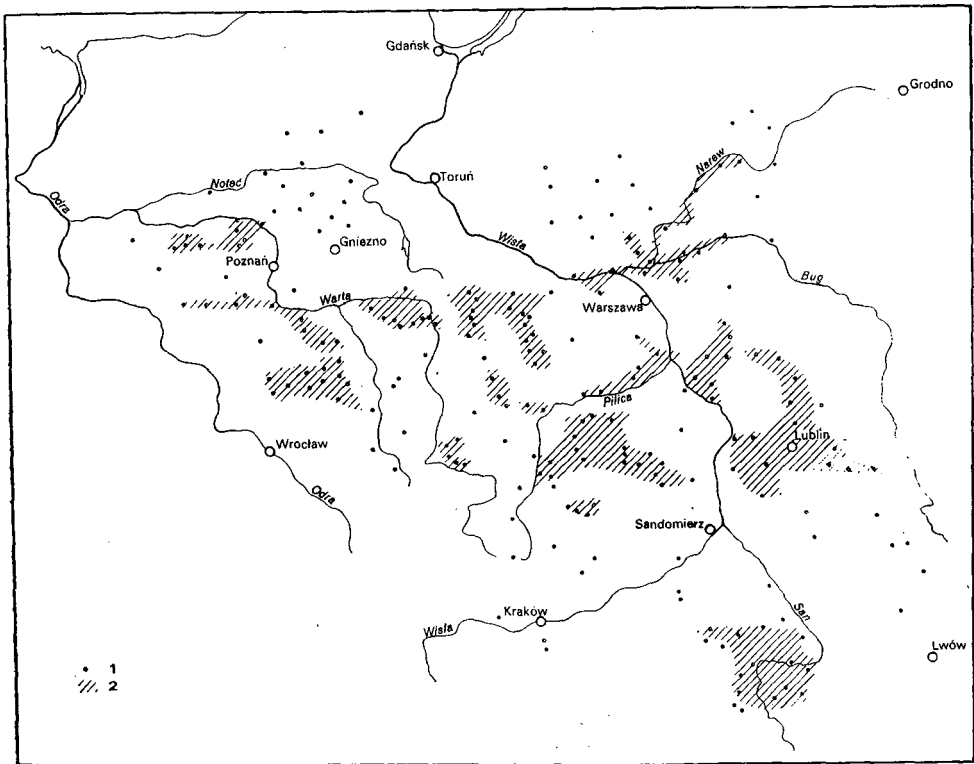 Gdańsk
Grodno
Narew
Noteć
Toruń
Odra
Gniezno
Wisła
Poznań
Bug
Warta
Warszawa
Pilica
Lublin
Wrocław
Odra
Sandomierz
Kraków
San
Wisła
Lwów
1
2